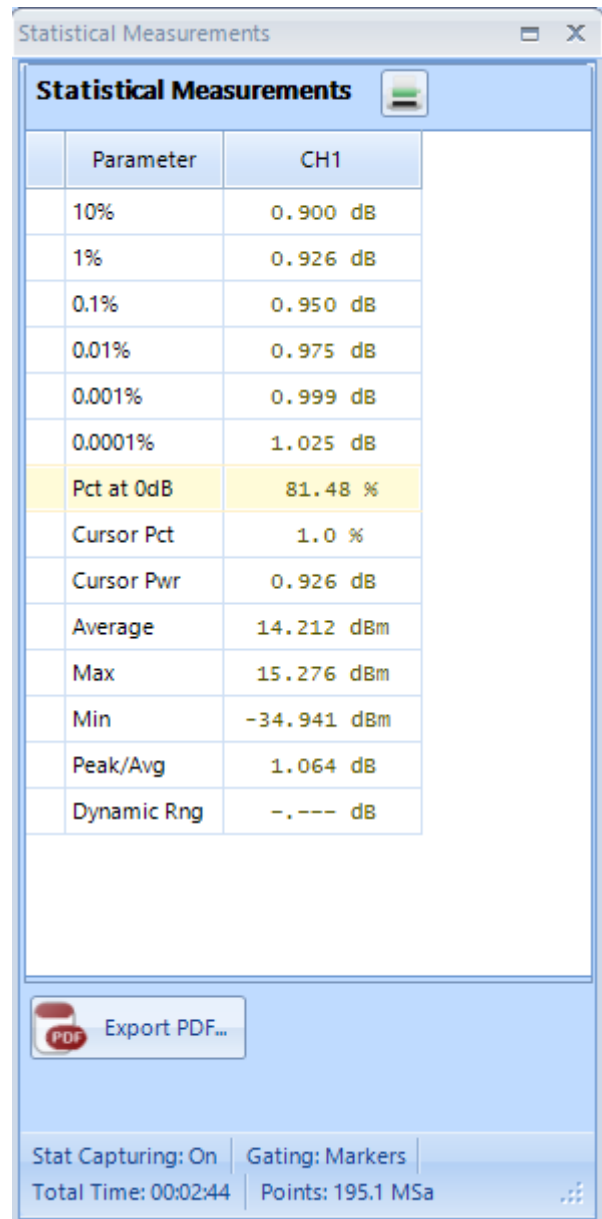 Statistical Measurements
Statistical Measurements
Parameter CH1
10% 0.900 dB
1% 0.926 dB
0.1% 0.950 dB
0.01% 0.975 dB
0.001% 0.999 dB
0.0001% 1.025 dB
Pct at 0dB 81.48 %
Cursor Pct 1.0 %
Cursor Pwr 0.926 dB
Average 14.212 dBm
Max 15.276 dBm
Min -34.941 dBm
Peak/Avg 1.064 dB
Dynamic Rng -.--- dB
PDF Export PDF...
Stat Capturing: On Gating: Markers
Total Time: 00:02:44 Points: 195.1 MSa